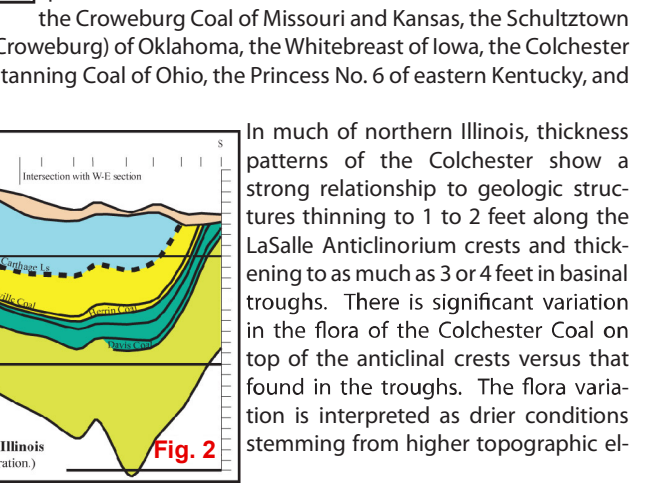 the Croweburg Coal of Missouri and Kansas, the Schultztown
Croweburg) of Oklahoma, the Whitebreast of Iowa, the Colchester
tanning Coal of Ohio, the Princess No. 6 of eastern Kentucky, and
S
Intersection with W-E section
Carthage Ls
ville Coal
Herrin Coal
Davis Coal
Illinois
ration.)
Fig. 2
In much of northern Illinois, thickness
patterns of the Colchester show a
strong relationship to geologic struc-
tures thinning to 1 to 2 feet along the
LaSalle Anticlinorium crests and thick-
ening to as much as 3 or 4 feet in basinal
troughs. There is significant variation
in the flora of the Colchester Coal on
top of the anticlinal crests versus that
found in the troughs. The flora varia-
tion is interpreted as drier conditions
stemming from higher topographic el-